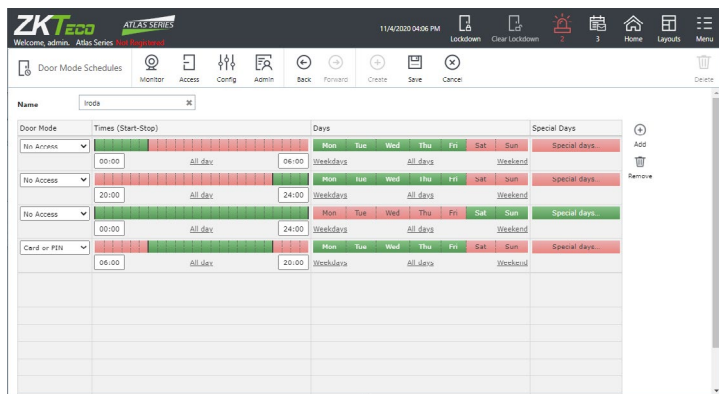 ZKTECO ATLAS SERIES
Welcome, admin. Atlas Series Not Registered
11/4/2020 04:06 PM
Lockdown Clear Lockdown 2 3 Home Layouts Menu
Door Mode Schedules Monitor Access Config Admin Back Forward Create Save Cancel Delete
Name Iroda
Door Mode Times (Start-Stop) Days Special Days
No Access Mon Tue Wed Thu Fri Sat Sun Special days...
00:00 All day 06:00 Weekdays All days Weekend
No Access Mon Tue Wed Thu Fri Sat Sun Special days...
20:00 All day 24:00 Weekdays All days Weekend
No Access Mon Tue Wed Thu Fri Sat Sun Special days...
00:00 All day 24:00 Weekdays All days Weekend
Card or PIN Mon Tue Wed Thu Fri Sat Sun Special days...
06:00 All day 20:00 Weekdays All days Weekend
Add
Remove